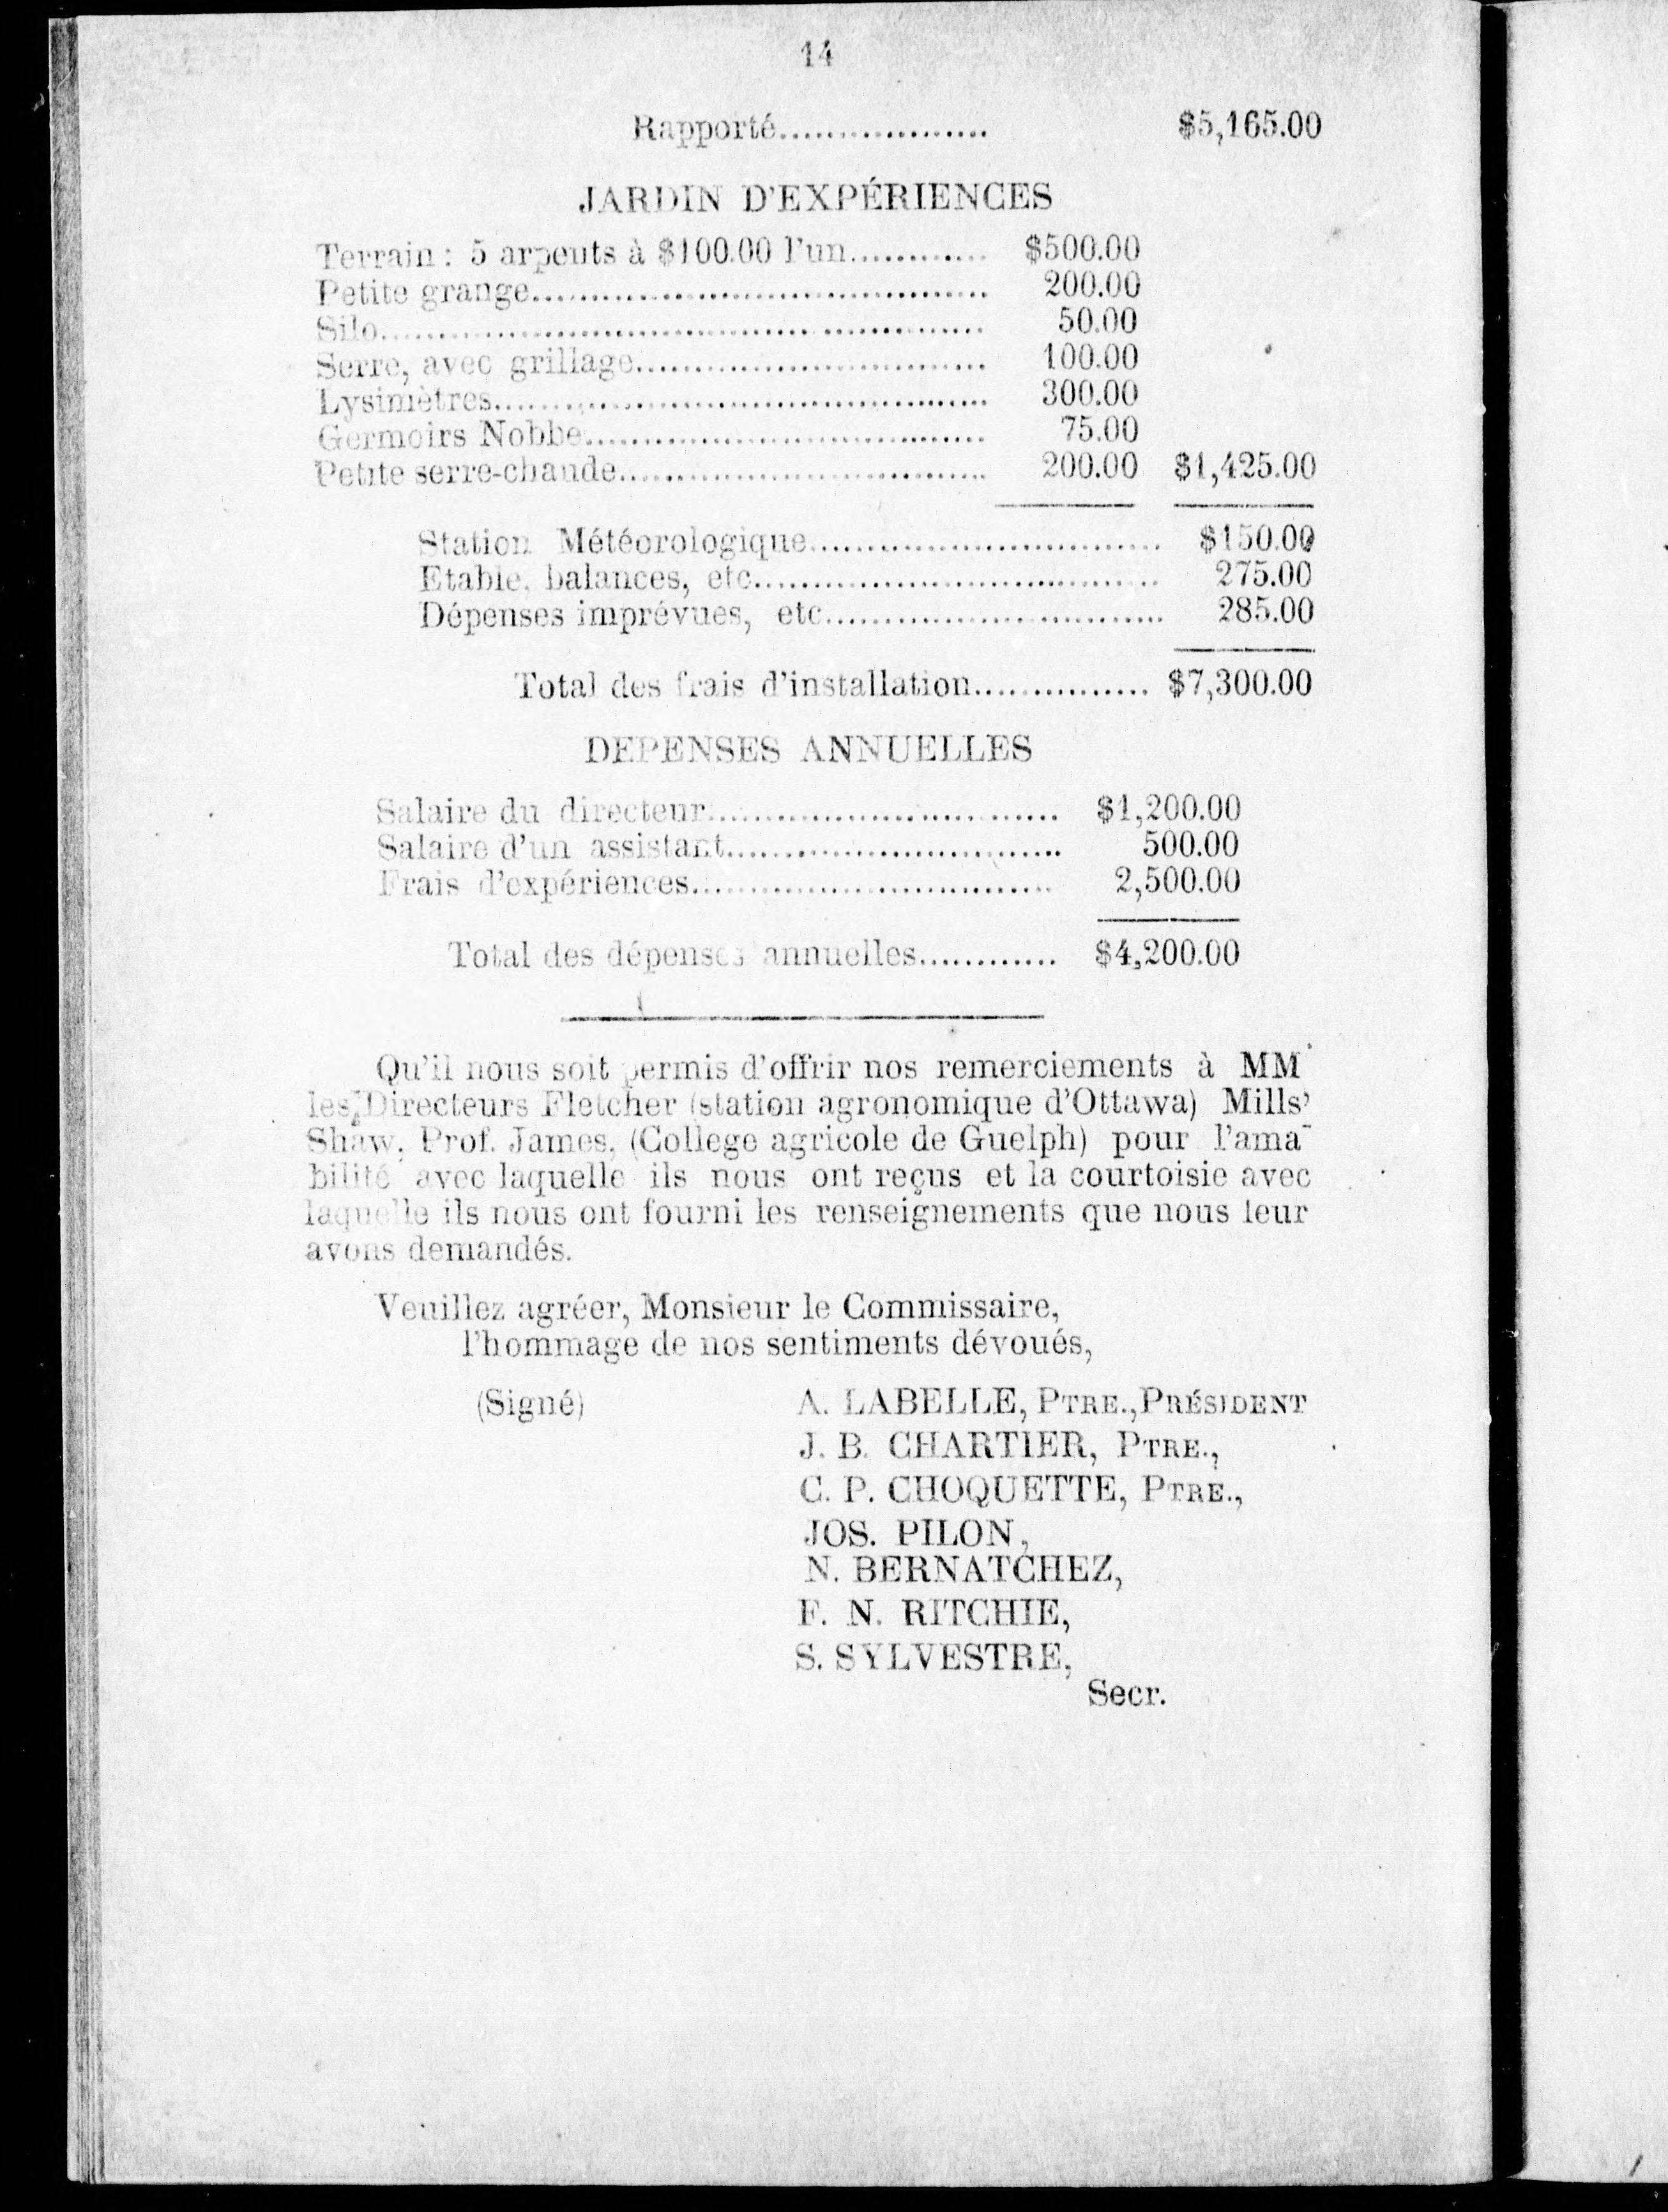 14
Rapporté.................. $5,165.00
JARDIN D'EXPÉRIENCES
Terrain : 5 arpents à $100.00 l'un............ $500.00
Petite grange....................................... 200.00
Silo.................................................... 50.00
Serre, avec grillage.............................. 100.00
Lysimètres.......................................... 300.00
Germoirs Nobbe.................................. 75.00
Petite serre-chaude............................... 200.00 $1,425.00
Station Météorologique............................... $150.00
Etable, balances, etc................................... 275.00
Dépenses imprévues, etc............................. 285.00
Total des frais d'installation............... $7,300.00
DEPENSES ANNUELLES
Salaire du directeur.............................. $1,200.00
Salaire d'un assistant............................. 500.00
Frais d'expériences............................... 2,500.00
Total des dépenses annuelles............ $4,200.00
Qu'il nous soit permis d'offrir nos remerciements à MM
les Directeurs Fletcher (station agronomique d'Ottawa) Mills'
Shaw, Prof. James, (College agricole de Guelph) pour l'ama-
bilité avec laquelle ils nous ont reçus et la courtoisie avec
laquelle ils nous ont fourni les renseignements que nous leur
avons demandés.
Veuillez agréer, Monsieur le Commissaire,
l'hommage de nos sentiments dévoués,
(Signé) A. LABELLE, PTRE., PRÉSIDENT
J. B. CHARTIER, PTRE.,
C. P. CHOQUETTE, PTRE.,
JOS. PILON,
N. BERNATCHEZ,
F. N. RITCHIE,
S. SYLVESTRE,
Secr.